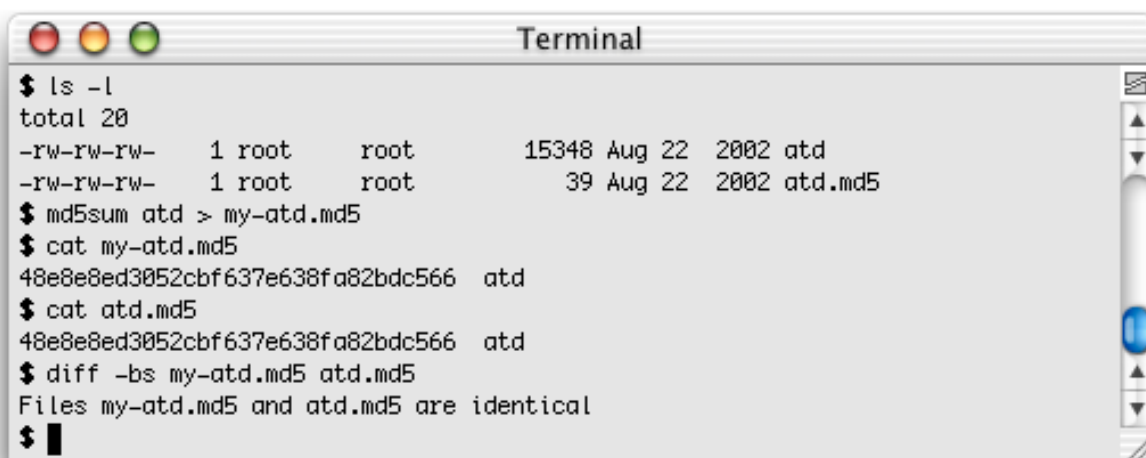 Terminal
$ ls -l
total 20
-rw-rw-rw-    1 root     root        15348 Aug 22  2002 atd
-rw-rw-rw-    1 root     root           39 Aug 22  2002 atd.md5
$ md5sum atd > my-atd.md5
$ cat my-atd.md5
48e8e8ed3052cbf637e638fa82bdc566  atd
$ cat atd.md5
48e8e8ed3052cbf637e638fa82bdc566  atd
$ diff -bs my-atd.md5 atd.md5
Files my-atd.md5 and atd.md5 are identical
$